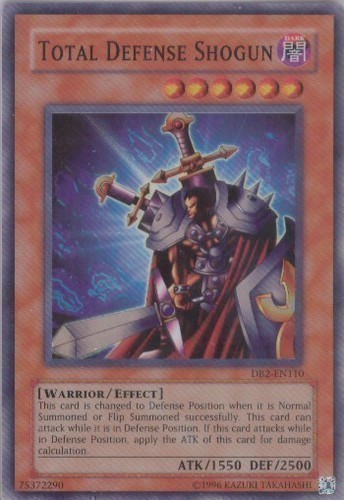 TOTAL DEFENSE SHOGUN
DARK
闇
DB2-EN110
[WARRIOR/EFFECT]
This card is changed to Defense Position when it is Normal
Summoned or Flip Summoned successfully. This card can
attack while it is in Defense Position. If this card attacks while
in Defense Position, apply the ATK of this card for damage
calculation.
ATK/1550 DEF/2500
75372290
©1996 KAZUKI TAKAHASHI